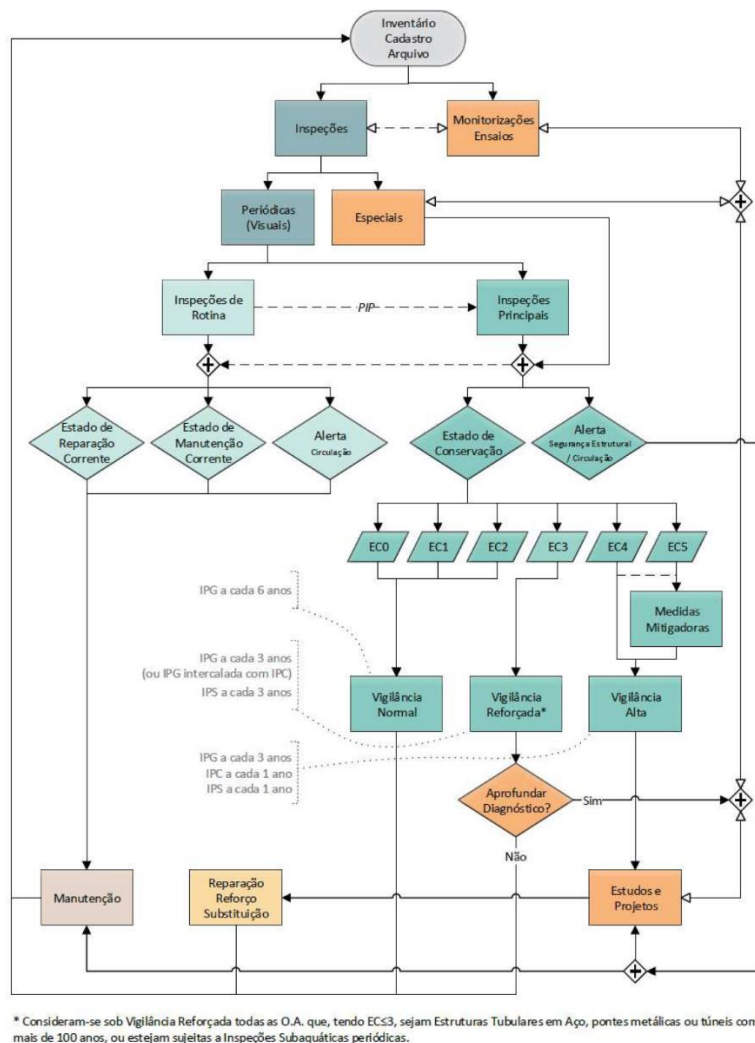 Inventário
Cadastro
Arquivo
Inspeções
Monitorizações
Ensaios
Periódicas
(Visuais)
Especiais
Inspeções de
Rotina
PIP
Inspeções
Principais
Estado de
Reparação
Corrente
Estado de
Manutenção
Corrente
Alerta
Circulação
Estado de
Conservação
Alerta
Segurança Estrutural
/ Circulação
EC0
EC1
EC2
EC3
EC4
EC5
IPG a cada 6 anos
Medidas
Mitigadoras
IPG a cada 3 anos
(ou IPG intercalada com IPC)
IPS a cada 3 anos
Vigilância
Normal
Vigilância
Reforçada*
Vigilância
Alta
IPG a cada 3 anos
IPC a cada 1 ano
IPS a cada 1 ano
Aprofundar
Diagnóstico?
Sim
Não
Manutenção
Reparação
Reforço
Substituição
Estudos e
Projetos
* Consideram-se sob Vigilância Reforçada todas as O.A. que, tendo EC≤3, sejam Estruturas Tubulares em Aço, pontes metálicas ou túneis com
mais de 100 anos, ou estejam sujeitas a Inspeções Subaquáticas periódicas.